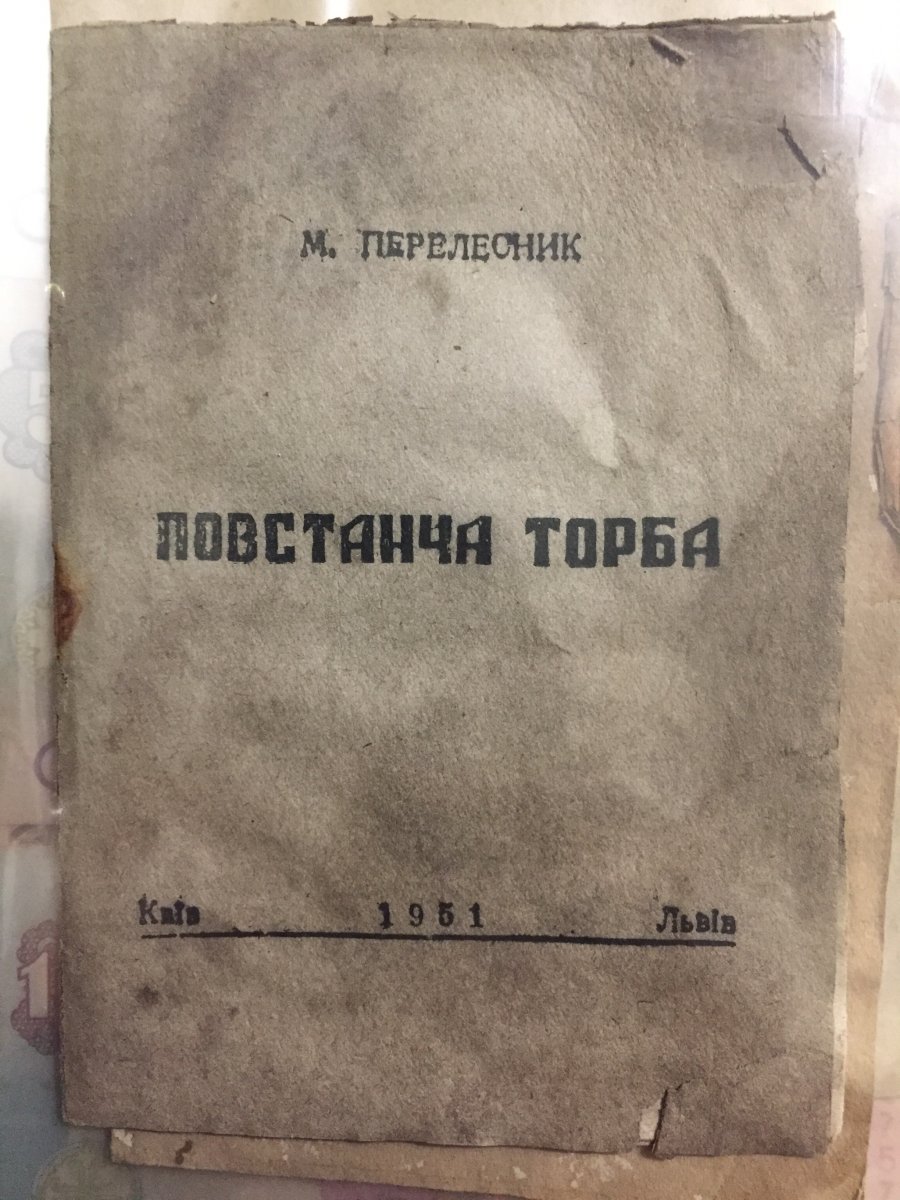 М. ПЕРЕЛЕСНИК
ПОВСТАНЧА ТОРБА
Київ 1951 Львів